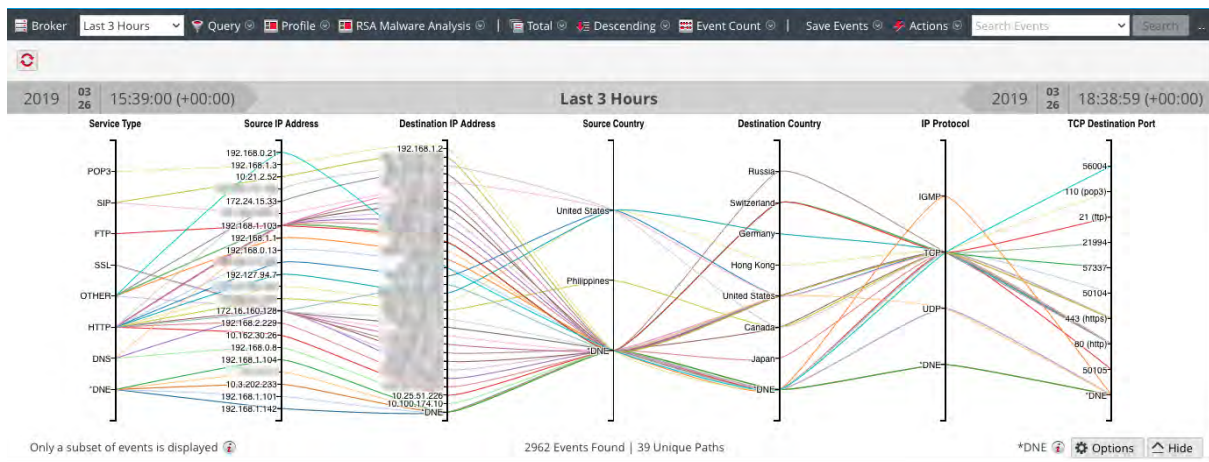 Broker Last 3 Hours Query Profile RSA Malware Analysis | Total Descending Event Count | Save Events Actions Search Events Search ...
2019 03 26 15:39:00 (+00:00) Last 3 Hours 2019 03 26 18:38:59 (+00:00)
Service Type Source IP Address Destination IP Address Source Country Destination Country IP Protocol TCP Destination Port
POP3
SIP
FTP
SSL
OTHER
HTTP
DNS
*DNE
192.168.0.21
192.168.1.3
10.21.2.52
172.24.15.33
192.168.1.103
192.168.1.1
192.168.0.13
192.127.94.7
172.16.160.128
192.168.2.229
10.162.30.26
192.168.0.8
192.168.1.104
10.3.202.233
192.168.1.101
192.168.1.142
192.168.1.2
10.25.51.226
10.100.174.10
*DNE
United States
Philippines
*DNE
Russia
Switzerland
Germany
Hong Kong
United States
Canada
Japan
*DNE
IGMP
TCP
UDP
*DNE
56004
110 (pop3)
21 (ftp)
21994
57337
50104
443 (https)
80 (http)
50105
*DNE
Only a subset of events is displayed 2962 Events Found | 39 Unique Paths *DNE Options Hide